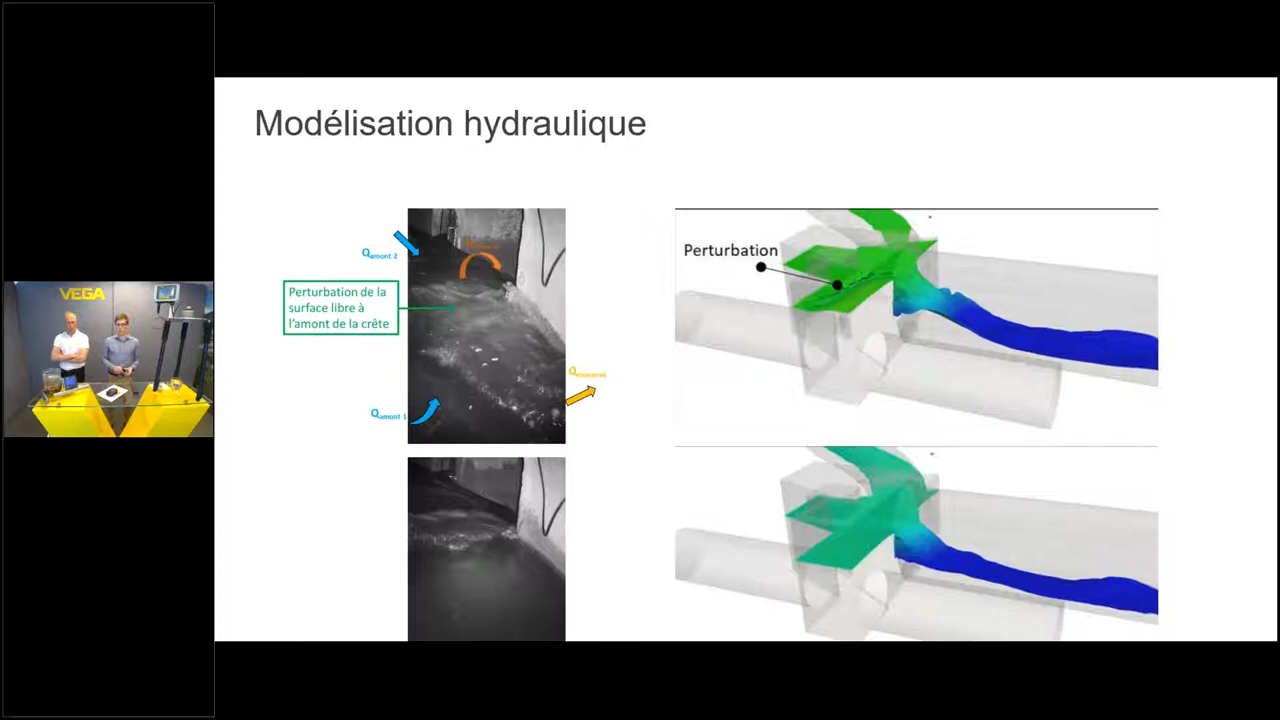 Modélisation hydraulique
Qamont 2
Perturbation de la
surface libre à
l'amont de la crête
Qamont 1
Perturbation
VEGA